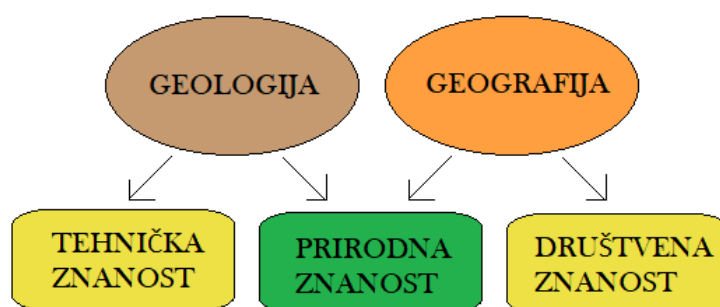 GEOLOGIJA
GEOGRAFIJA
TEHNIČKA
ZNANOST
PRIRODNA
ZNANOST
DRUŠTVENA
ZNANOST